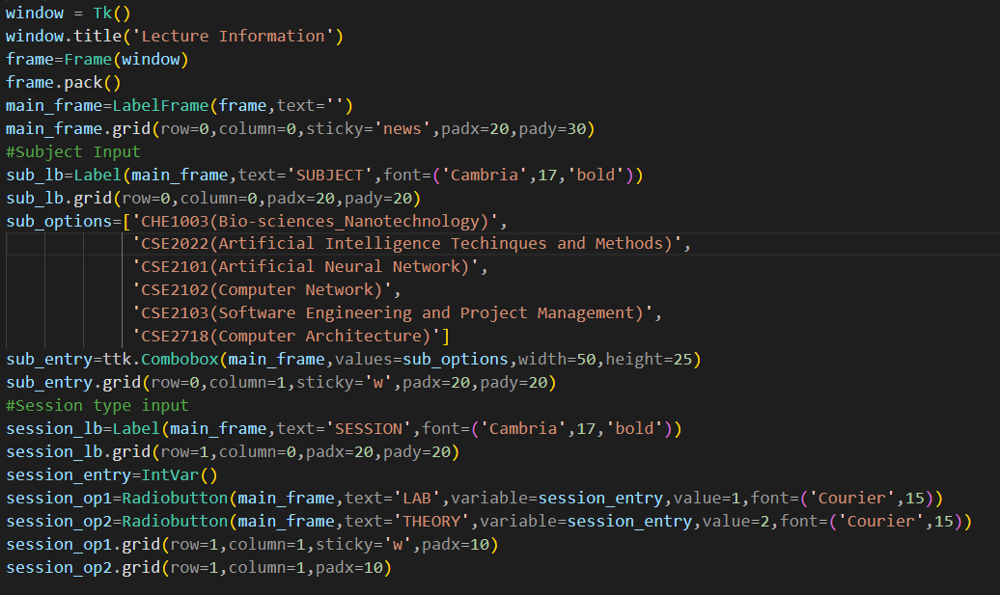 window = Tk()
window.title('Lecture Information')
frame=Frame(window)
frame.pack()
main_frame=LabelFrame(frame,text='')
main_frame.grid(row=0,column=0,sticky='news',padx=20,pady=30)
#Subject Input
sub_lb=Label(main_frame,text='SUBJECT',font=('Cambria',17,'bold'))
sub_lb.grid(row=0,column=0,padx=20,pady=20)
sub_options=['CHE1003(Bio-sciences_Nanotechnology)',
'CSE2022(Artificial Intelligence Techinques and Methods)',
'CSE2101(Artificial Neural Network)',
'CSE2102(Computer Network)',
'CSE2103(Software Engineering and Project Management)',
'CSE2718(Computer Architecture)']
sub_entry=ttk.Combobox(main_frame,values=sub_options,width=50,height=25)
sub_entry.grid(row=0,column=1,sticky='w',padx=20,pady=20)
#Session type input
session_lb=Label(main_frame,text='SESSION',font=('Cambria',17,'bold'))
session_lb.grid(row=1,column=0,padx=20,pady=20)
session_entry=IntVar()
session_op1=Radiobutton(main_frame,text='LAB',variable=session_entry,value=1,font=('Courier',15))
session_op2=Radiobutton(main_frame,text='THEORY',variable=session_entry,value=2,font=('Courier',15))
session_op1.grid(row=1,column=1,sticky='w',padx=10)
session_op2.grid(row=1,column=1,padx=10)